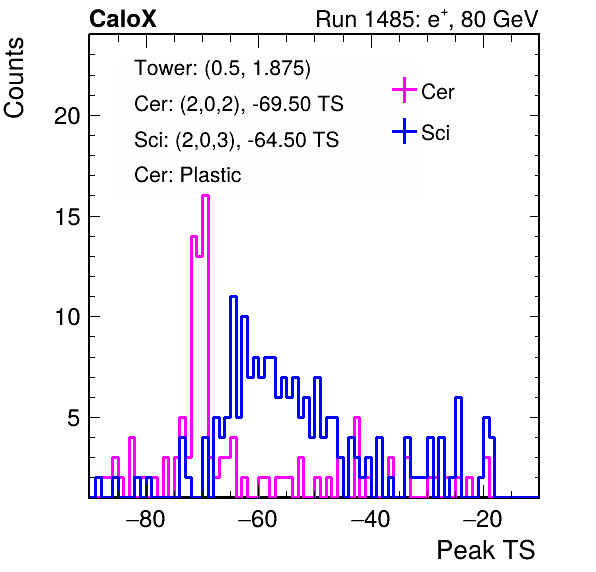 CaloX Run 1485: e+, 80 GeV
Counts
Tower: (0.5, 1.875)
Cer: (2,0,2), -69.50 TS
Sci: (2,0,3), -64.50 TS
Cer: Plastic
Cer
Sci
20
15
10
5
−80 −60 −40 −20
Peak TS